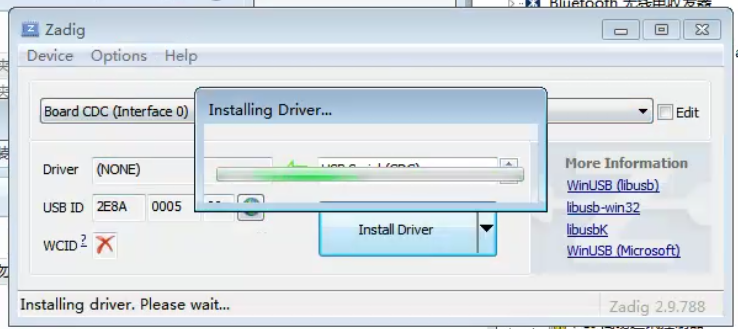 Bluetooth 无线电收发器
Zadig
Device Options Help
Installing Driver...
Board CDC (Interface 0)
Edit
Driver (NONE)
USB Serial (CDC)
More Information
WinUSB (libusb)
USB ID 2E8A 0005
libusb-win32
Install Driver
libusbK
WCID ?
WinUSB (Microsoft)
Installing driver. Please wait...
Zadig 2.9.788